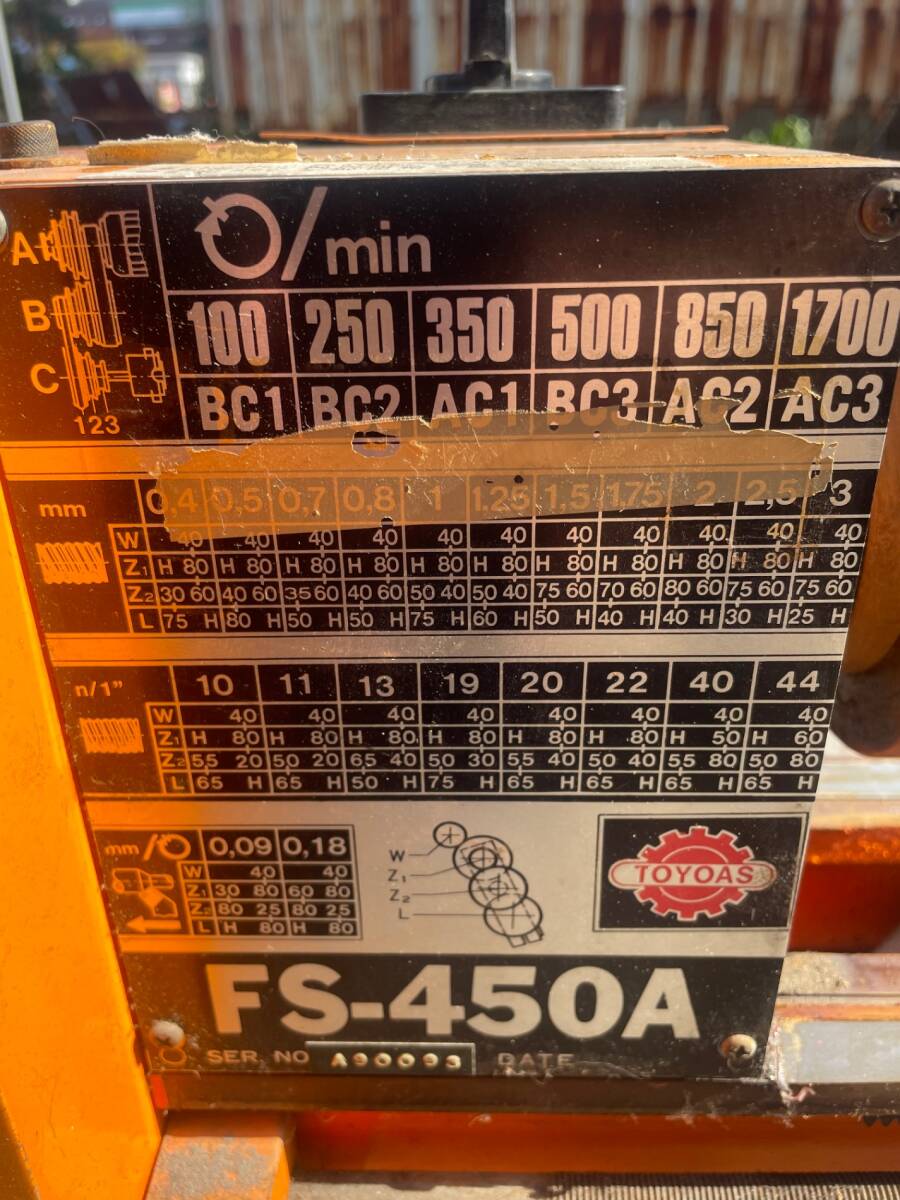 A
/min
B
100 250 350 500 850 1700
C
BC1 BC2 AC1 BC3 AC2 AC3
123
mm 0,4 0,5 0,7 0,8 1 1.25 1,5 1,75 2 2,5 3
W 40 40 40 40 40 40 40 40 40 40 40
Z1 H 80 H 80 H 80 H 80 H 80 H 80 H 80 H 80 H 80 H 80 H 80
Z2 30 60 40 60 35 60 40 60 50 40 50 40 75 60 70 60 80 60 75 60 75 60
L 75 H 80 H 50 H 50 H 75 H 60 H 50 H 40 H 40 H 30 H 25 H
n/1" 10 11 13 19 20 22 40 44
W 40 40 40 40 40 40 40 40
Z1 H 80 H 80 H 80 H 80 H 80 H 80 H 50 H 60
Z2 55 20 50 20 65 40 50 30 55 40 50 40 55 80 50 80
L 65 H 65 H 50 H 75 H 65 H 65 H 65 H 65 H
mm/ 0,09 0,18
W 40 40
Z1 30 80 60 80
Z2 80 25 80 25
L H 80 H 80
W
Z1
Z2
L
TOYOAS
FS-450A
SER. NO A90093 DATE